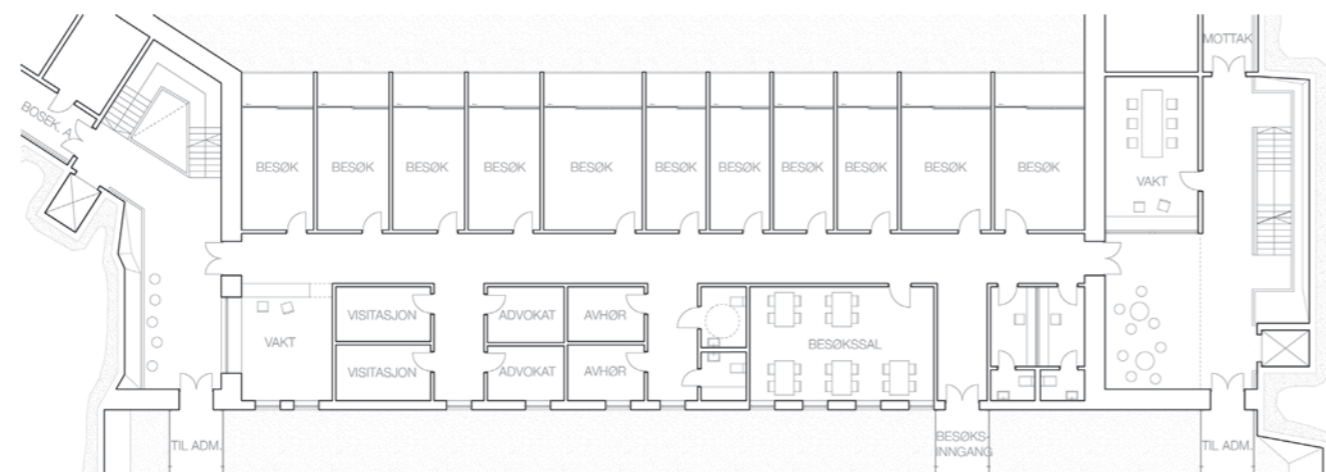 MOTTAK
BOSEK. A
BESØK
BESØK
BESØK
BESØK
BESØK
BESØK
BESØK
BESØK
BESØK
BESØK
BESØK
VAKT
VISITASJON
ADVOKAT
AVHØR
VAKT
BESØKSSAL
VISITASJON
ADVOKAT
AVHØR
TIL ADM.
BESØKS-
INNGANG
TIL ADM.